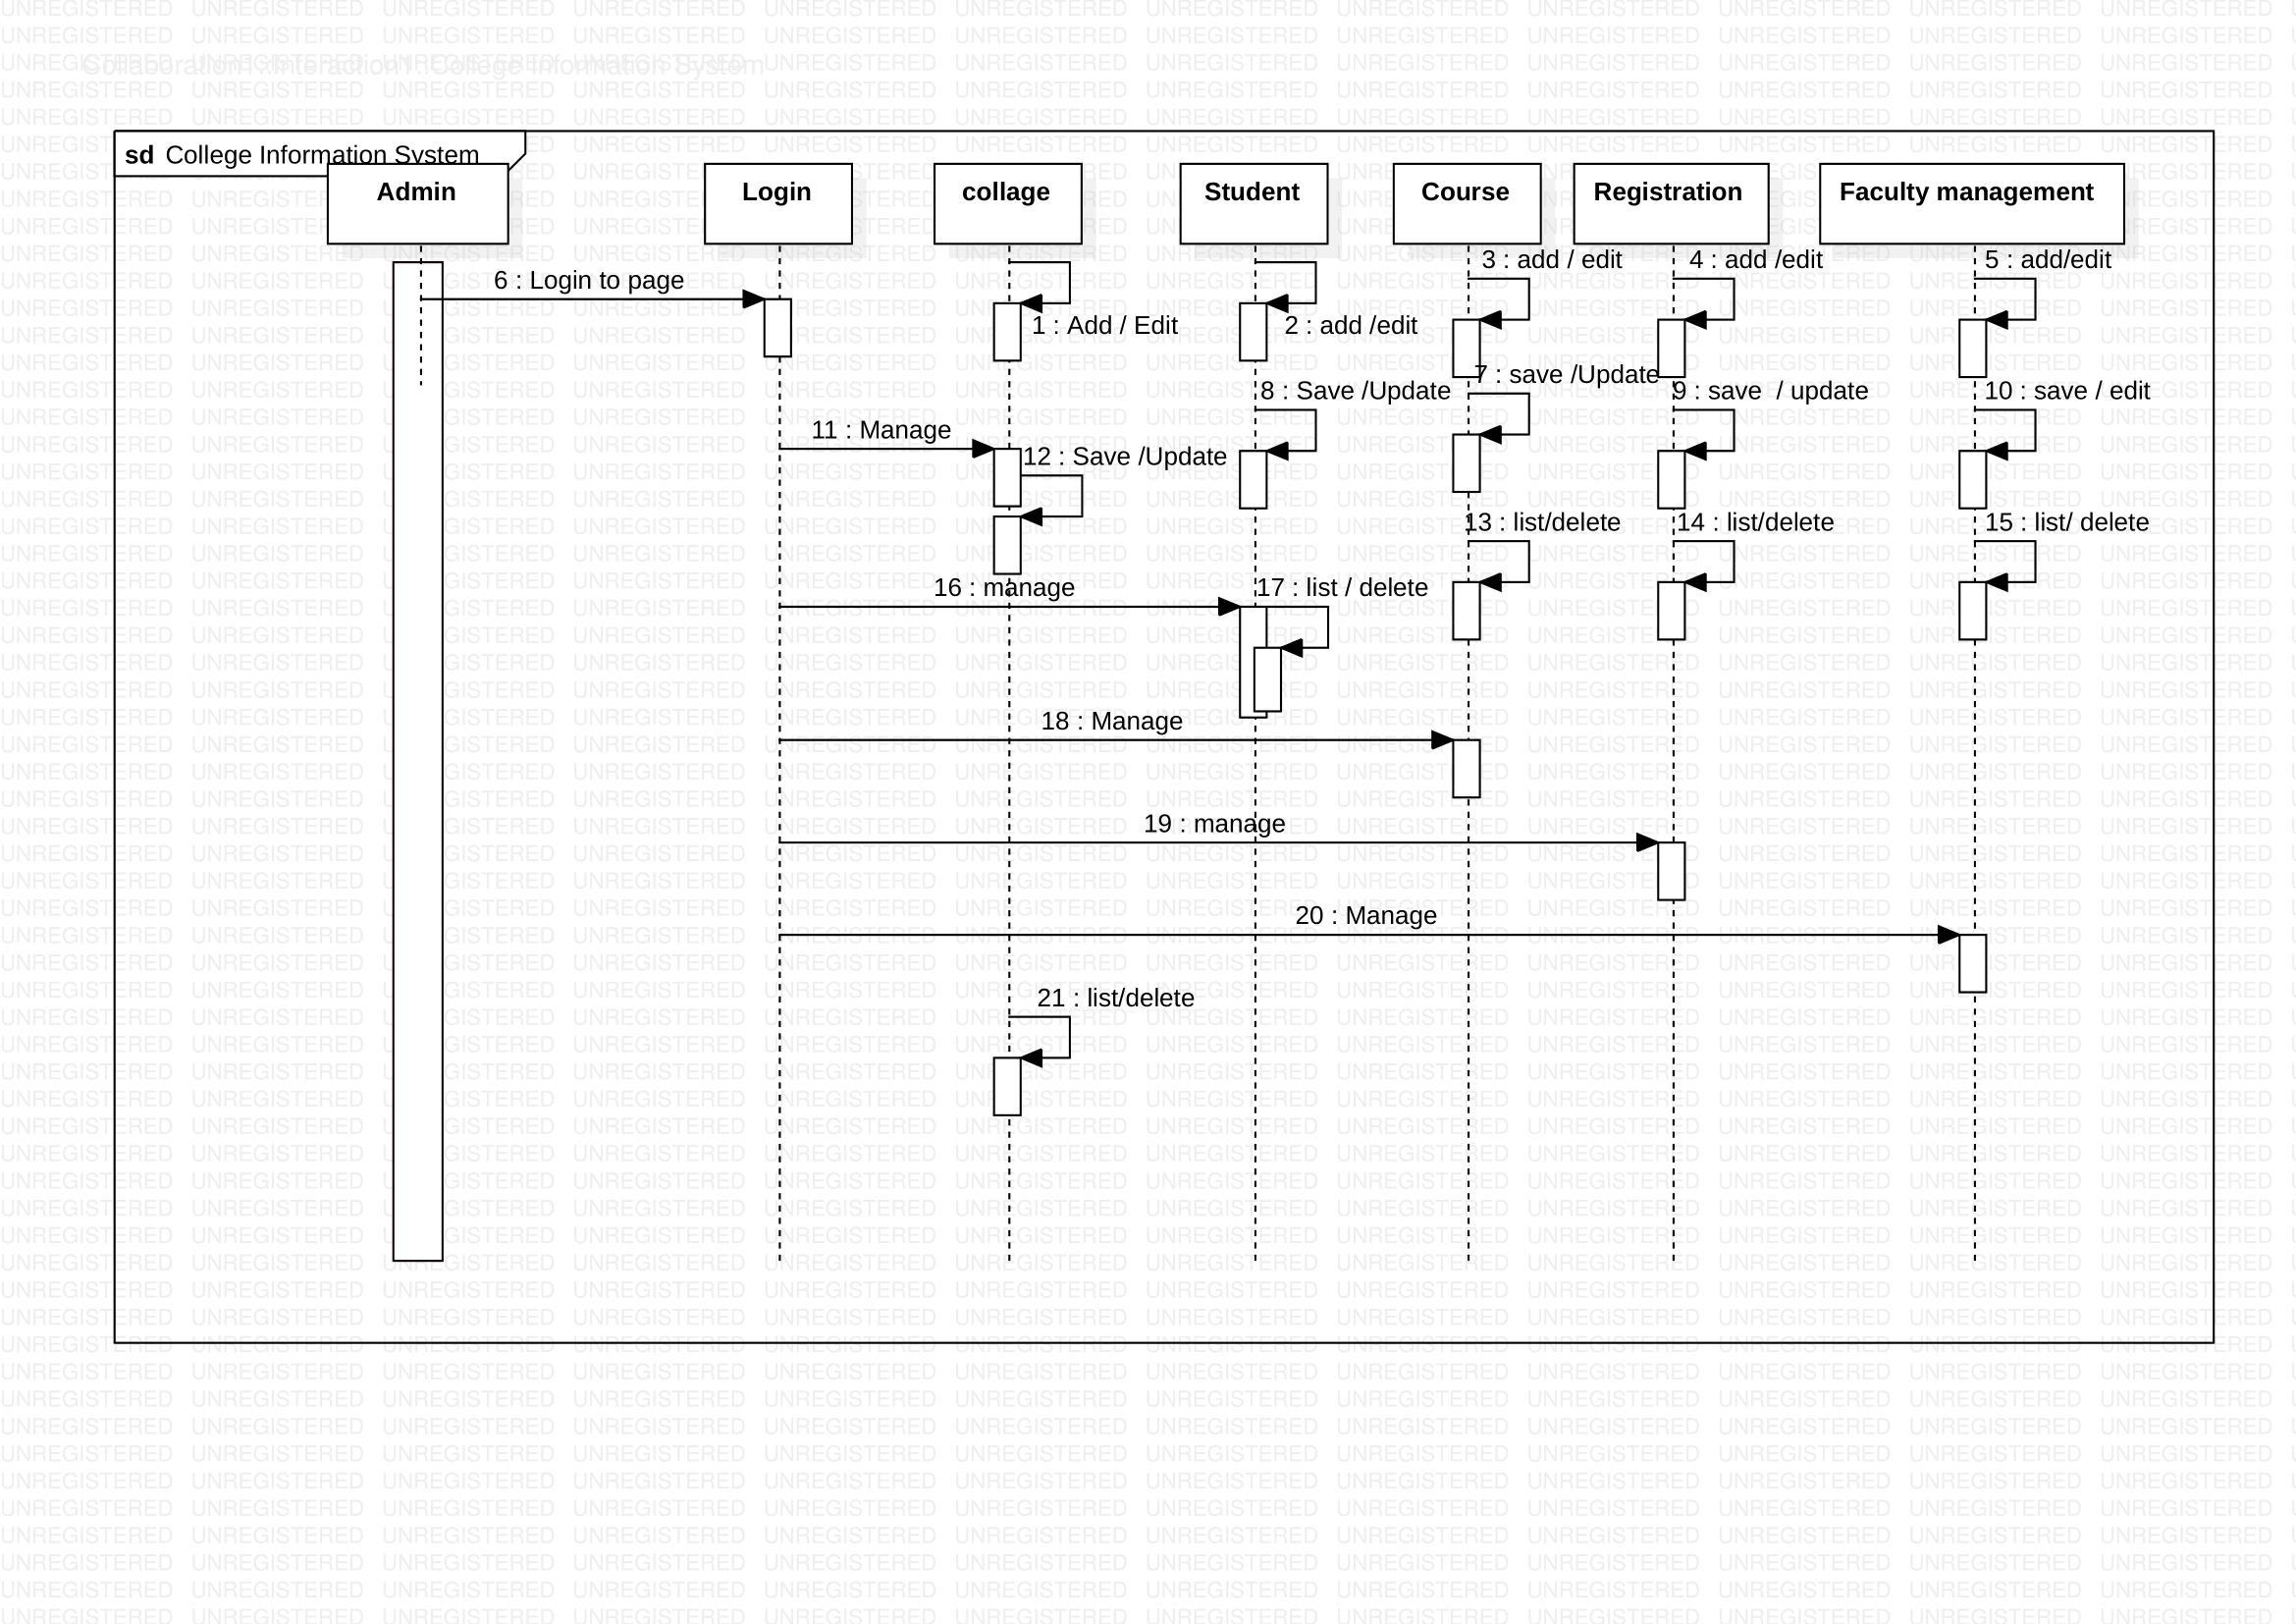 Collaboration1::Interaction1::College Information System
sd College Information System
Admin
Login
collage
Student
Course
Registration
Faculty management
3 : add / edit
4 : add /edit
5 : add/edit
6 : Login to page
1 : Add / Edit
2 : add /edit
7 : save /Update
8 : Save /Update
9 : save / update
10 : save / edit
11 : Manage
12 : Save /Update
13 : list/delete
14 : list/delete
15 : list/ delete
16 : manage
17 : list / delete
18 : Manage
19 : manage
20 : Manage
21 : list/delete
UNREGISTERED